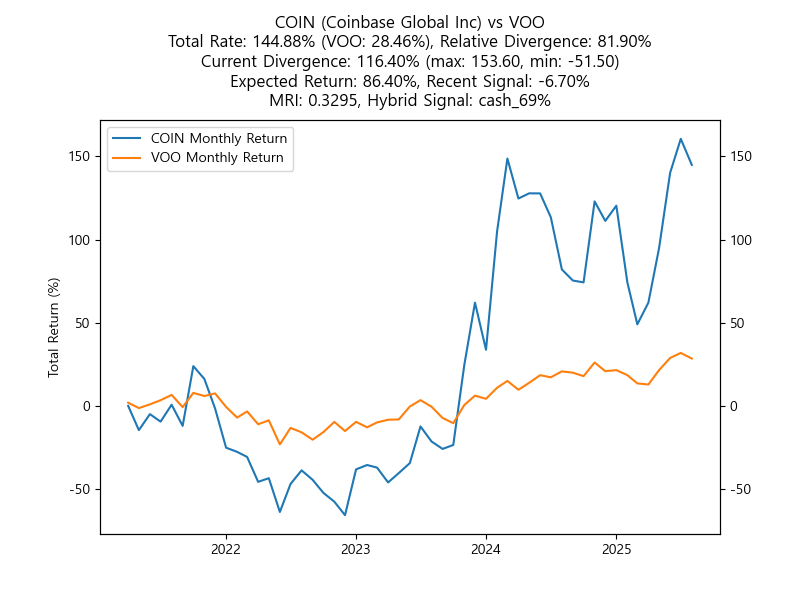 COIN (Coinbase Global Inc) vs VOO
Total Rate: 144.88% (VOO: 28.46%), Relative Divergence: 81.90%
Current Divergence: 116.40% (max: 153.60, min: -51.50)
Expected Return: 86.40%, Recent Signal: -6.70%
MRI: 0.3295, Hybrid Signal: cash_69%
COIN Monthly Return
VOO Monthly Return
Total Return (%)
150
100
50
0
-50
150
100
50
0
-50
2022
2023
2024
2025